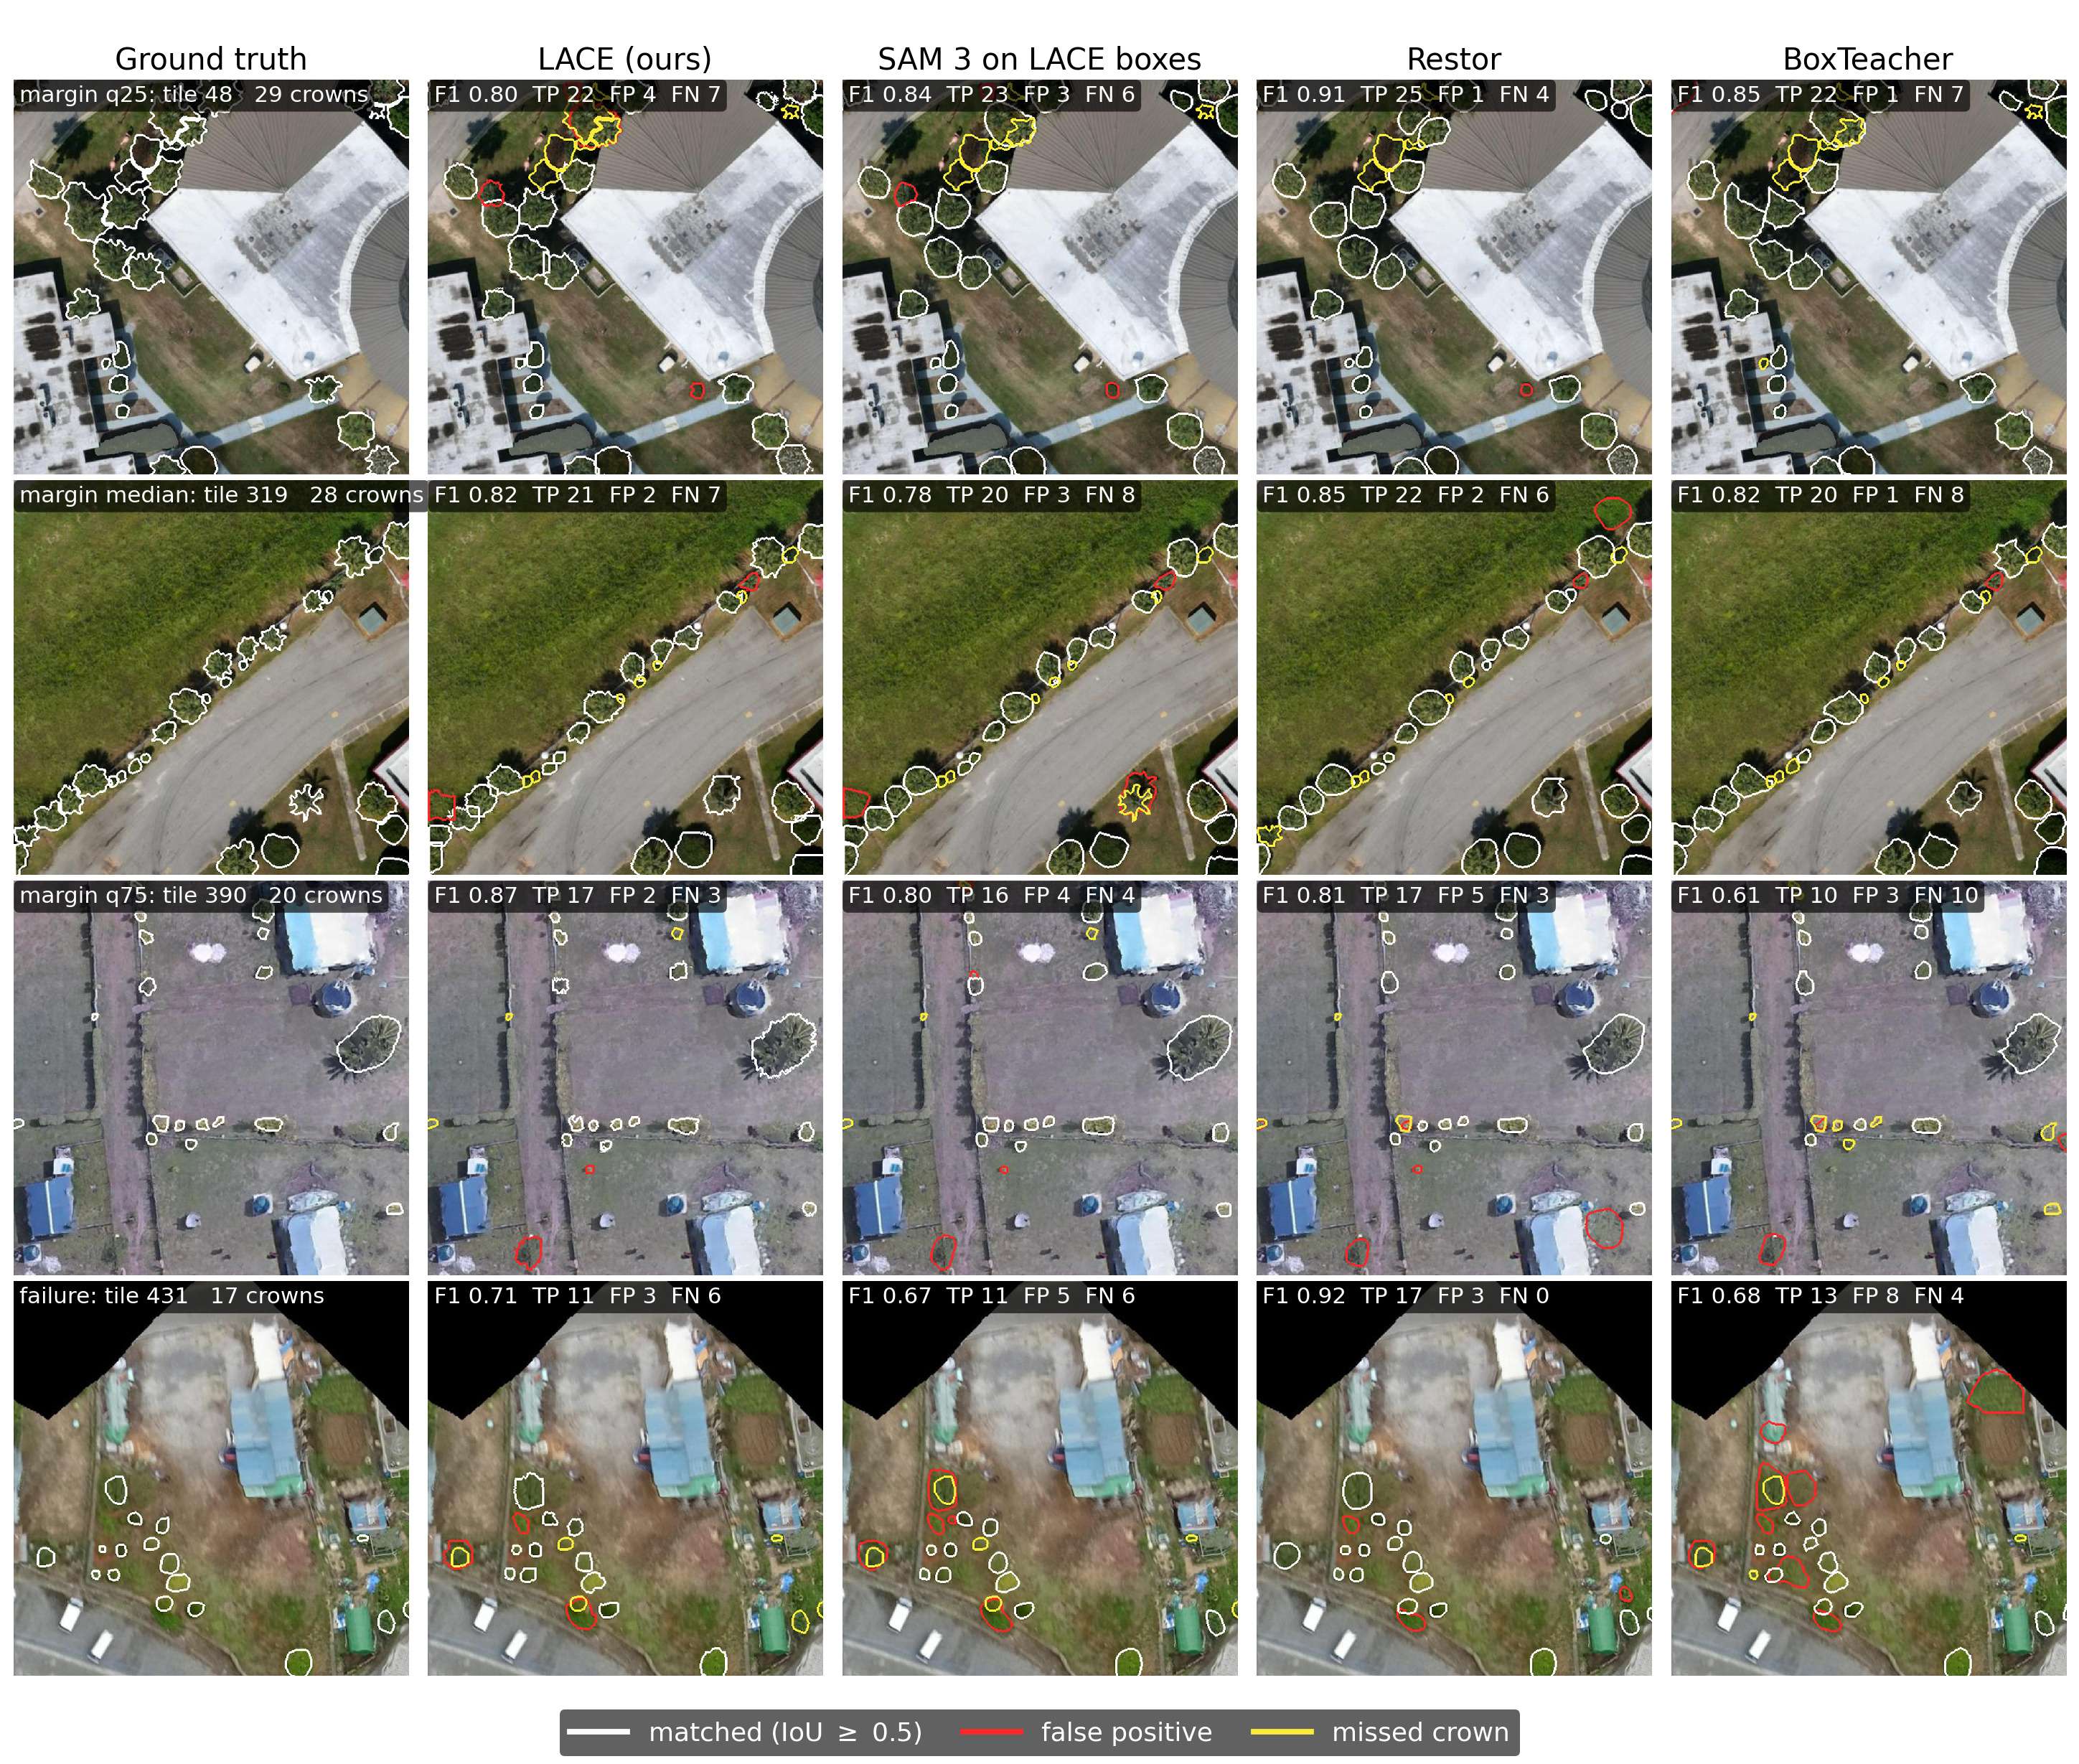 Ground truth LACE (ours) SAM 3 on LACE boxes Restor BoxTeacher
margin q25: tile 48 29 crowns F1 0.80 TP 22 FP 4 FN 7 F1 0.84 TP 23 FP 3 FN 6 F1 0.91 TP 25 FP 1 FN 4 F1 0.85 TP 22 FP 1 FN 7
margin median: tile 319 28 crowns F1 0.82 TP 21 FP 2 FN 7 F1 0.78 TP 20 FP 3 FN 8 F1 0.85 TP 22 FP 2 FN 6 F1 0.82 TP 20 FP 1 FN 8
margin q75: tile 390 20 crowns F1 0.87 TP 17 FP 2 FN 3 F1 0.80 TP 16 FP 4 FN 4 F1 0.81 TP 17 FP 5 FN 3 F1 0.61 TP 10 FP 3 FN 10
failure: tile 431 17 crowns F1 0.71 TP 11 FP 3 FN 6 F1 0.67 TP 11 FP 5 FN 6 F1 0.92 TP 17 FP 3 FN 0 F1 0.68 TP 13 FP 8 FN 4
matched (IoU ≥ 0.5) false positive missed crown